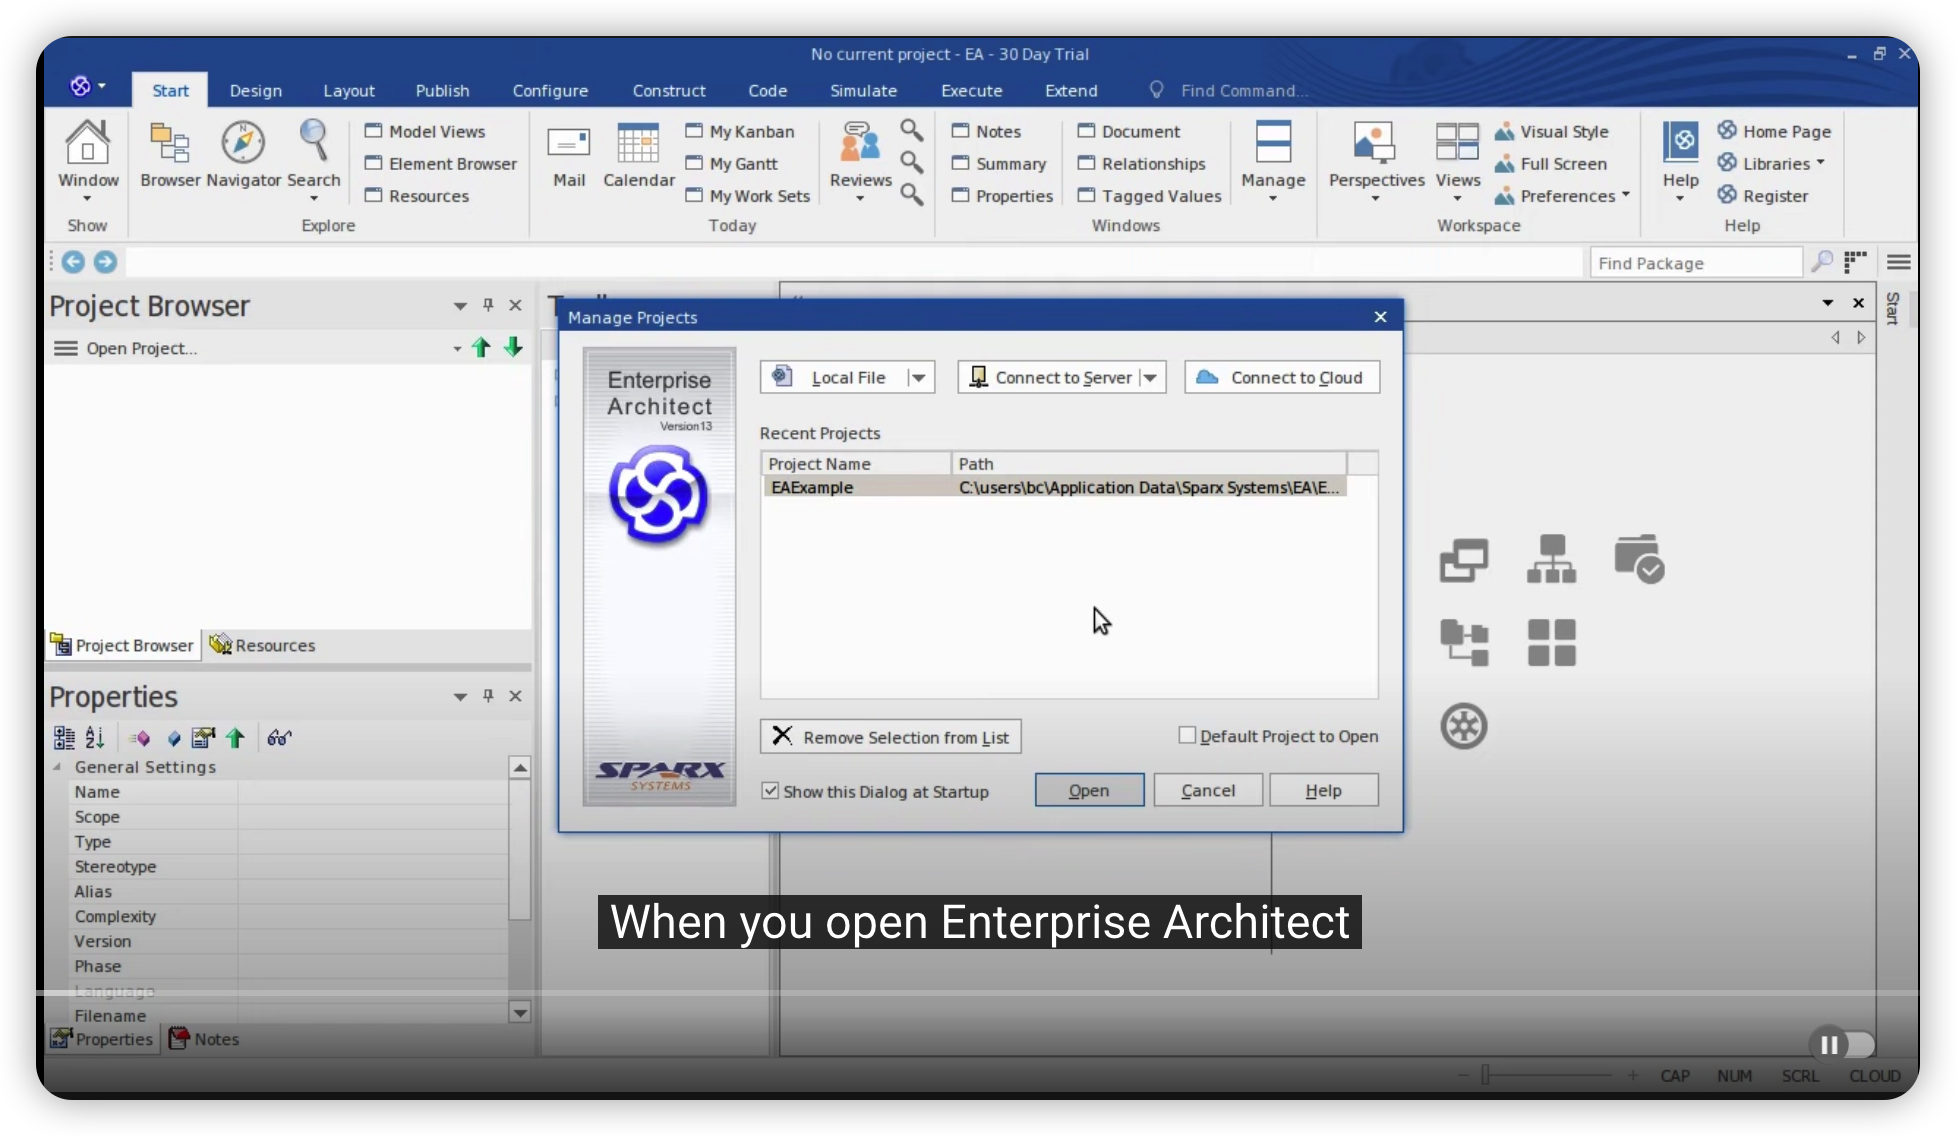 No current project - EA - 30 Day Trial
Start Design Layout Publish Configure Construct Code Simulate Execute Extend Find Command...
Window
Show
Browser Navigator Search
Model Views
Element Browser
Resources
Explore
Mail Calendar
My Kanban
My Gantt
My Work Sets
Today
Reviews
Notes
Summary
Properties
Document
Relationships
Tagged Values
Manage
Windows
Perspectives Views
Visual Style
Full Screen
Preferences
Workspace
Help
Home Page
Libraries
Register
Help
Find Package
Project Browser
Open Project...
Project Browser Resources
Properties
General Settings
Name
Scope
Type
Stereotype
Alias
Complexity
Version
Phase
Language
Filename
Properties Notes
Manage Projects
Enterprise
Architect
Version13
SPARX
SYSTEMS
Local File Connect to Server Connect to Cloud
Recent Projects
Project Name Path
EAExample C:\users\bc\Application Data\Sparx Systems\EA\E...
Remove Selection from List Default Project to Open
Show this Dialog at Startup Open Cancel Help
Start
When you open Enterprise Architect
CAP NUM SCRL CLOUD